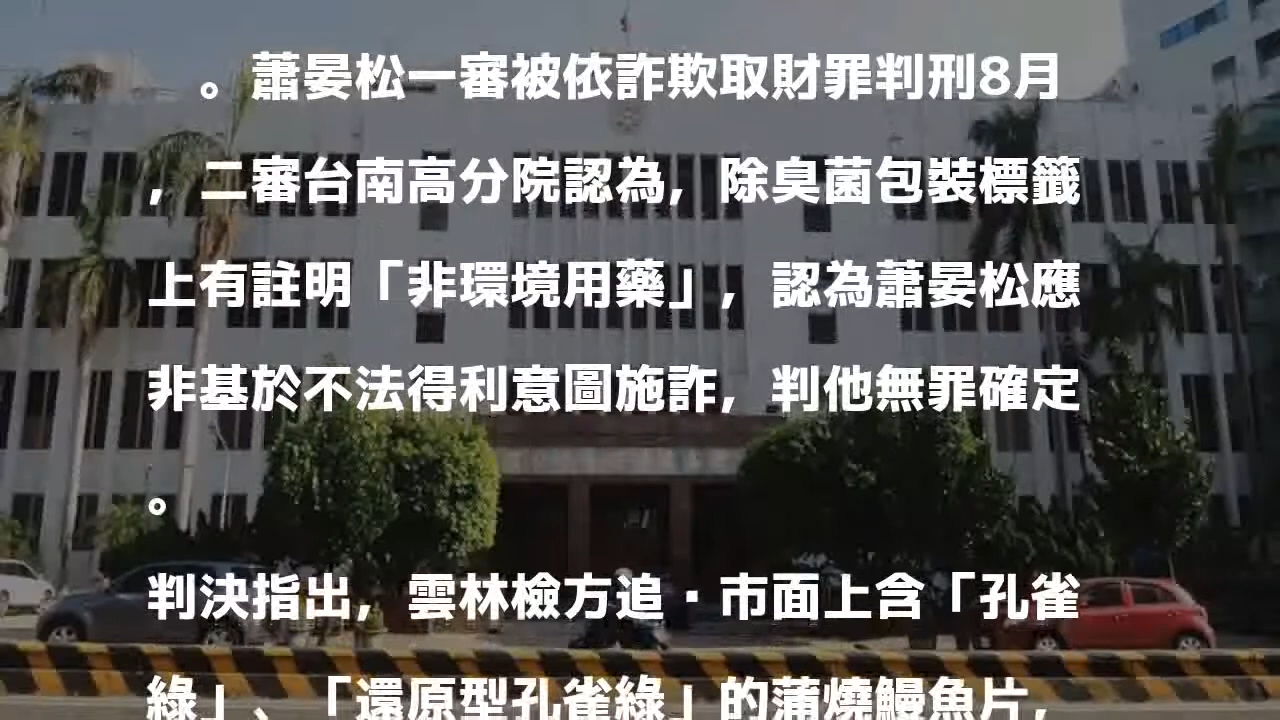 。蕭晏松一審被依詐欺取財罪判刑8月
，二審台南高分院認為，除臭菌包裝標籤
上有註明「非環境用藥」，認為蕭晏松應
非基於不法得利意圖施詐，判他無罪確定
。
判決指出，雲林檢方追·市面上含「孔雀
綠」、「還原型孔雀綠」的蒲燒鰻魚片，